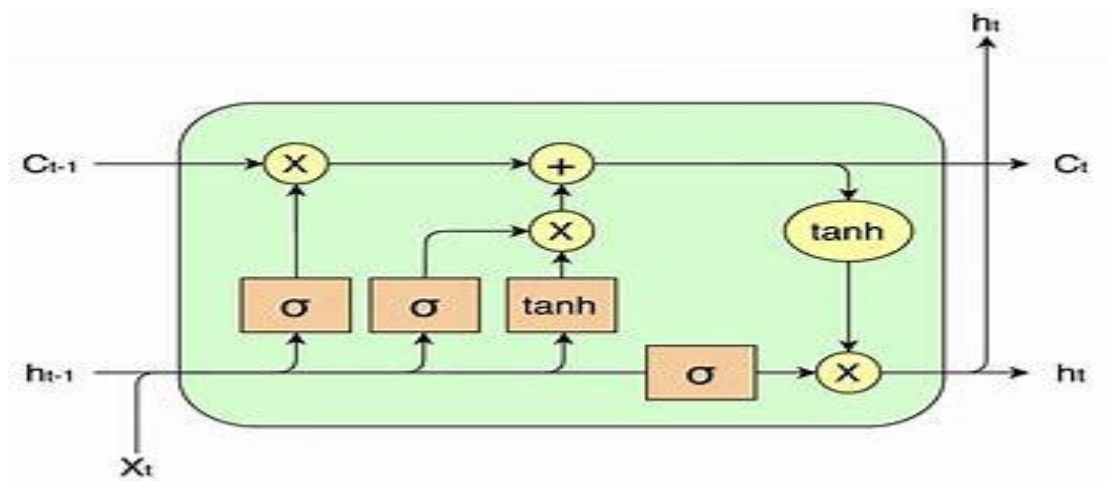 hₜ
Cₜ₋₁ X + Cₜ
X tanh
σ σ tanh
hₜ₋₁ σ X hₜ
Xₜ